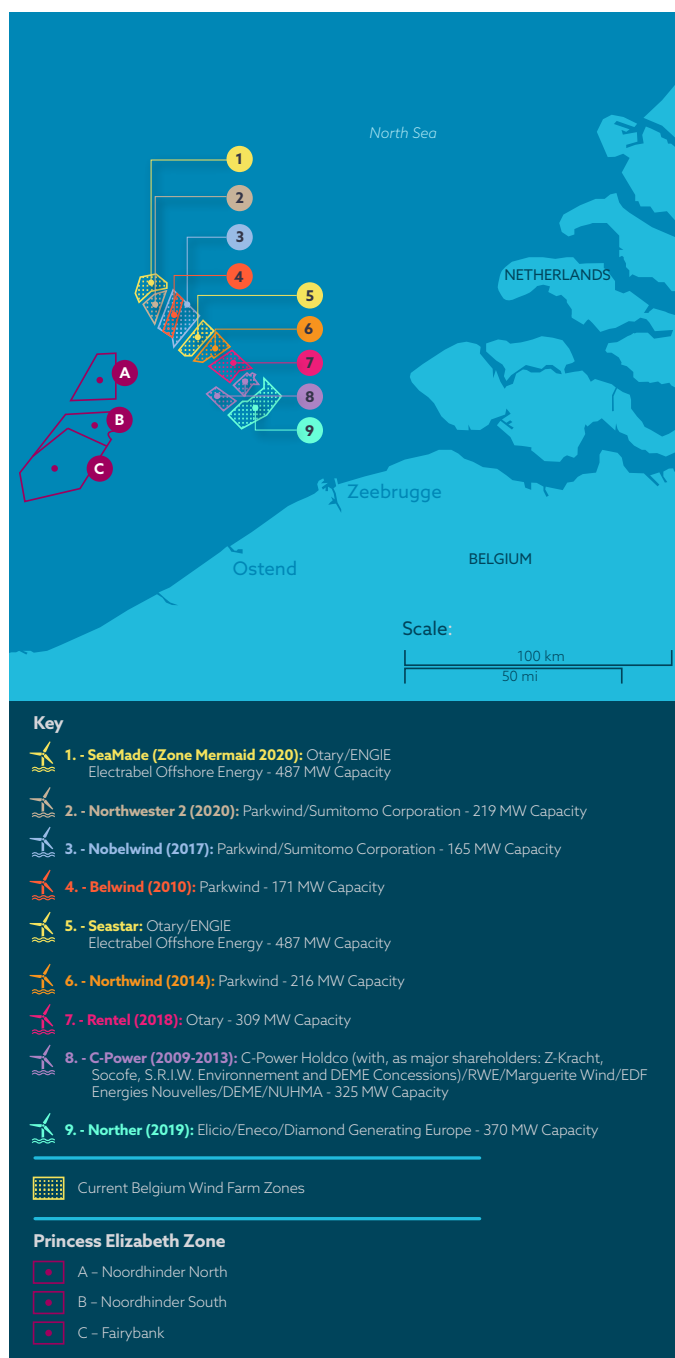 North Sea
1
2
3
NETHERLANDS
4
5
6
7
A
8
B
9
C
Zeebrugge
BELGIUM
Ostend
Scale:
100 km
50 mi
Key
1. - SeaMade (Zone Mermaid 2020): Otary/ENGIE
Electrabel Offshore Energy - 487 MW Capacity
2. - Northwester 2 (2020): Parkwind/Sumitomo Corporation - 219 MW Capacity
3. - Nobelwind (2017): Parkwind/Sumitomo Corporation - 165 MW Capacity
4. - Belwind (2010): Parkwind - 171 MW Capacity
5. - Seastar: Otary/ENGIE
Electrabel Offshore Energy - 487 MW Capacity
6. - Northwind (2014): Parkwind - 216 MW Capacity
7. - Rentel (2018): Otary - 309 MW Capacity
8. - C-Power (2009-2013): C-Power Holdco (with, as major shareholders: Z-Kracht,
Socofe, S.R.I.W. Environnement and DEME Concessions)/RWE/Marguerite Wind/EDF
Energies Nouvelles/DEME/NUHMA - 325 MW Capacity
9. - Norther (2019): Elicio/Eneco/Diamond Generating Europe - 370 MW Capacity
Current Belgium Wind Farm Zones
Princess Elizabeth Zone
A – Noordhinder North
B – Noordhinder South
C – Fairybank